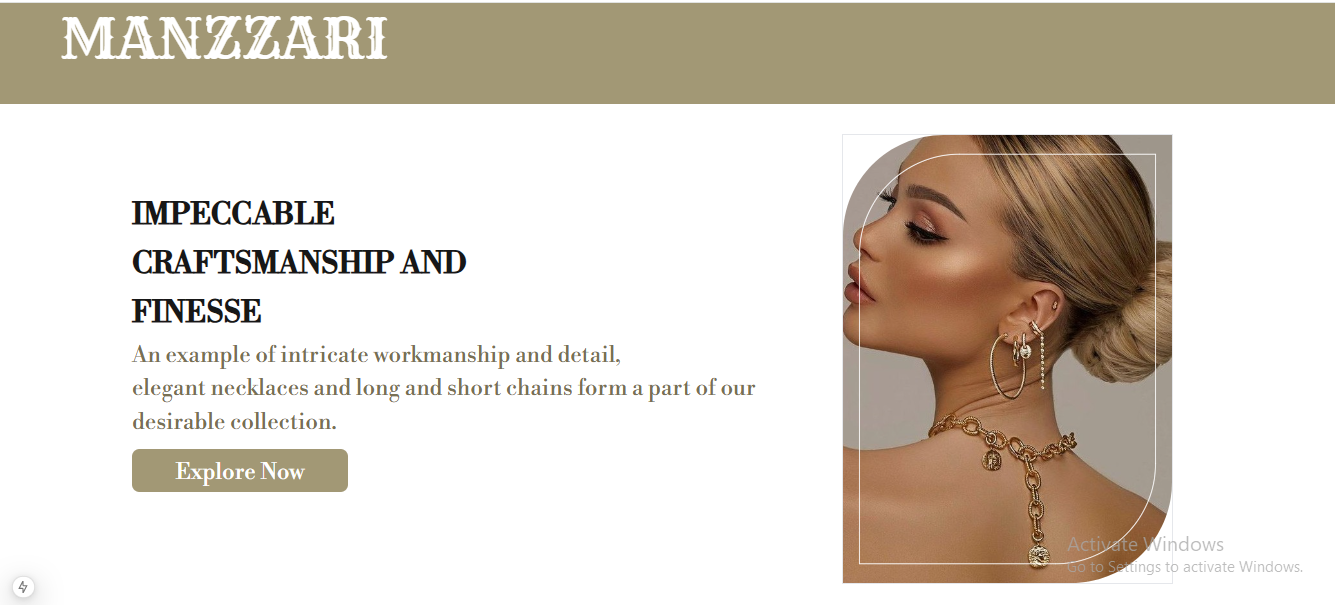 MANZZARI
IMPECCABLE
CRAFTSMANSHIP AND
FINESSE
An example of intricate workmanship and detail,
elegant necklaces and long and short chains form a part of our
desirable collection.
Explore Now
Activate Windows
Go to Settings to activate Windows.